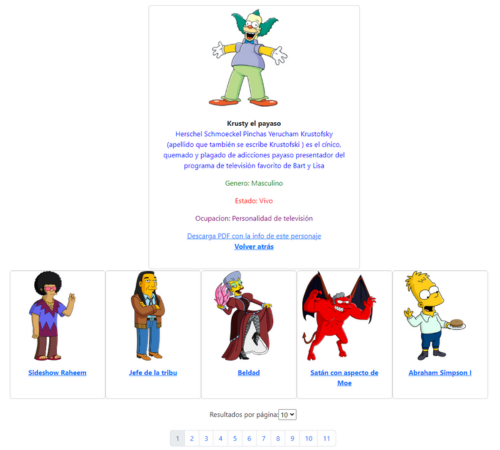 Krusty el payaso
Herschel Schmoeckel Pinchas Yerucham Krustofsky
(apellido que también se escribe Krustofski ) es el cínico,
quemado y plagado de adicciones payaso presentador del
programa de televisión favorito de Bart y Lisa
Genero: Masculino
Estado: Vivo
Ocupacion: Personalidad de televisión
Descarga PDF con la info de este personaje
Volver atrás
Sideshow Raheem
Jefe de la tribu
Beldad
Satán con aspecto de
Moe
Abraham Simpson I
Resultados por página: 10
1 2 3 4 5 6 7 8 9 10 11